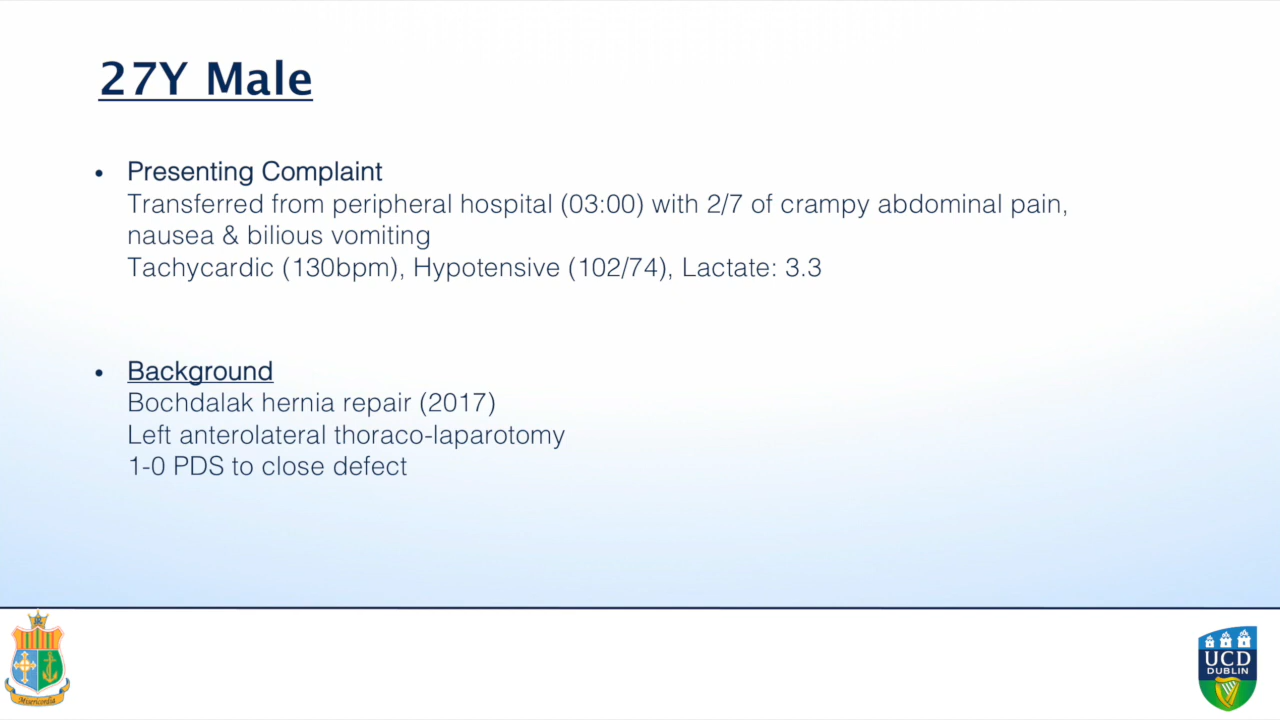 27Y Male
• Presenting Complaint
Transferred from peripheral hospital (03:00) with 2/7 of crampy abdominal pain,
nausea & bilious vomiting
Tachycardic (130bpm), Hypotensive (102/74), Lactate: 3.3
• Background
Bochdalak hernia repair (2017)
Left anterolateral thoraco-laparotomy
1-0 PDS to close defect
Misericordia
UCD
DUBLIN